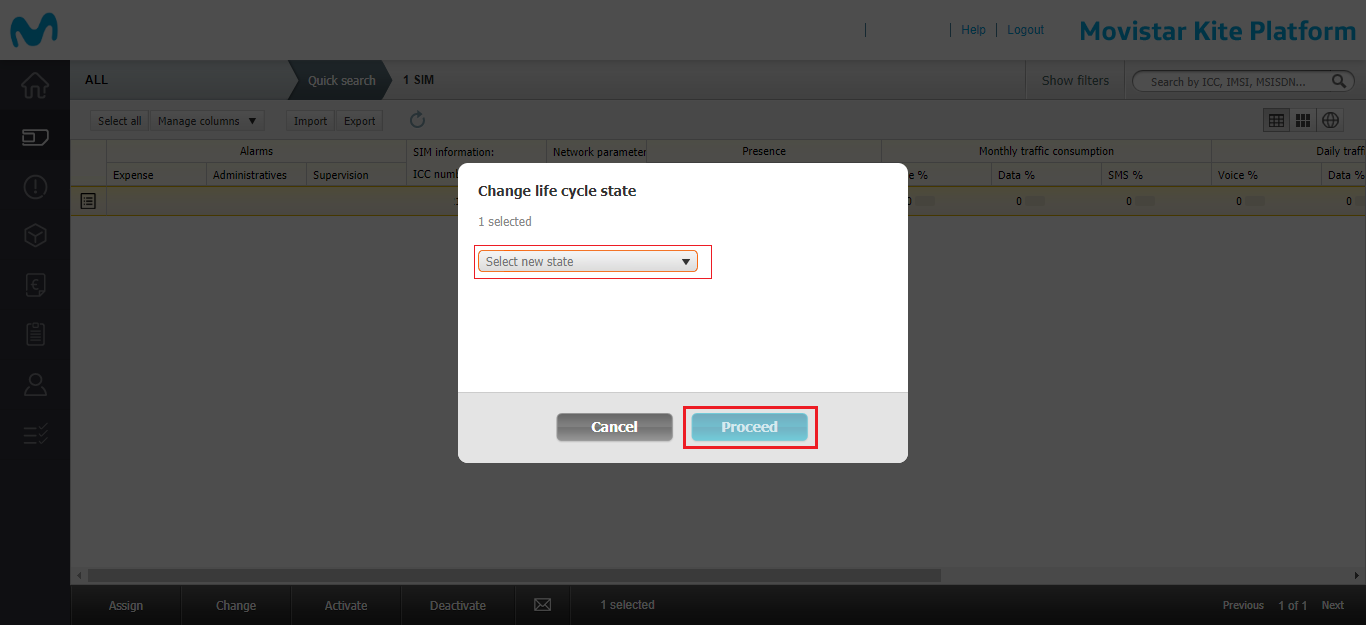 Help Logout Movistar Kite Platform
ALL Quick search 1 SIM Show filters Search by ICC, IMSI, MSISDN...
Select all Manage columns Import Export
Alarms SIM information: Network parameter Presence Monthly traffic consumption Daily traff
Expense Administratives Supervision ICC num e % Data % SMS % Voice % Data %
0 0 0 0 0
Change life cycle state
1 selected
Select new state
Cancel Proceed
Assign Change Activate Deactivate 1 selected Previous 1 of 1 Next